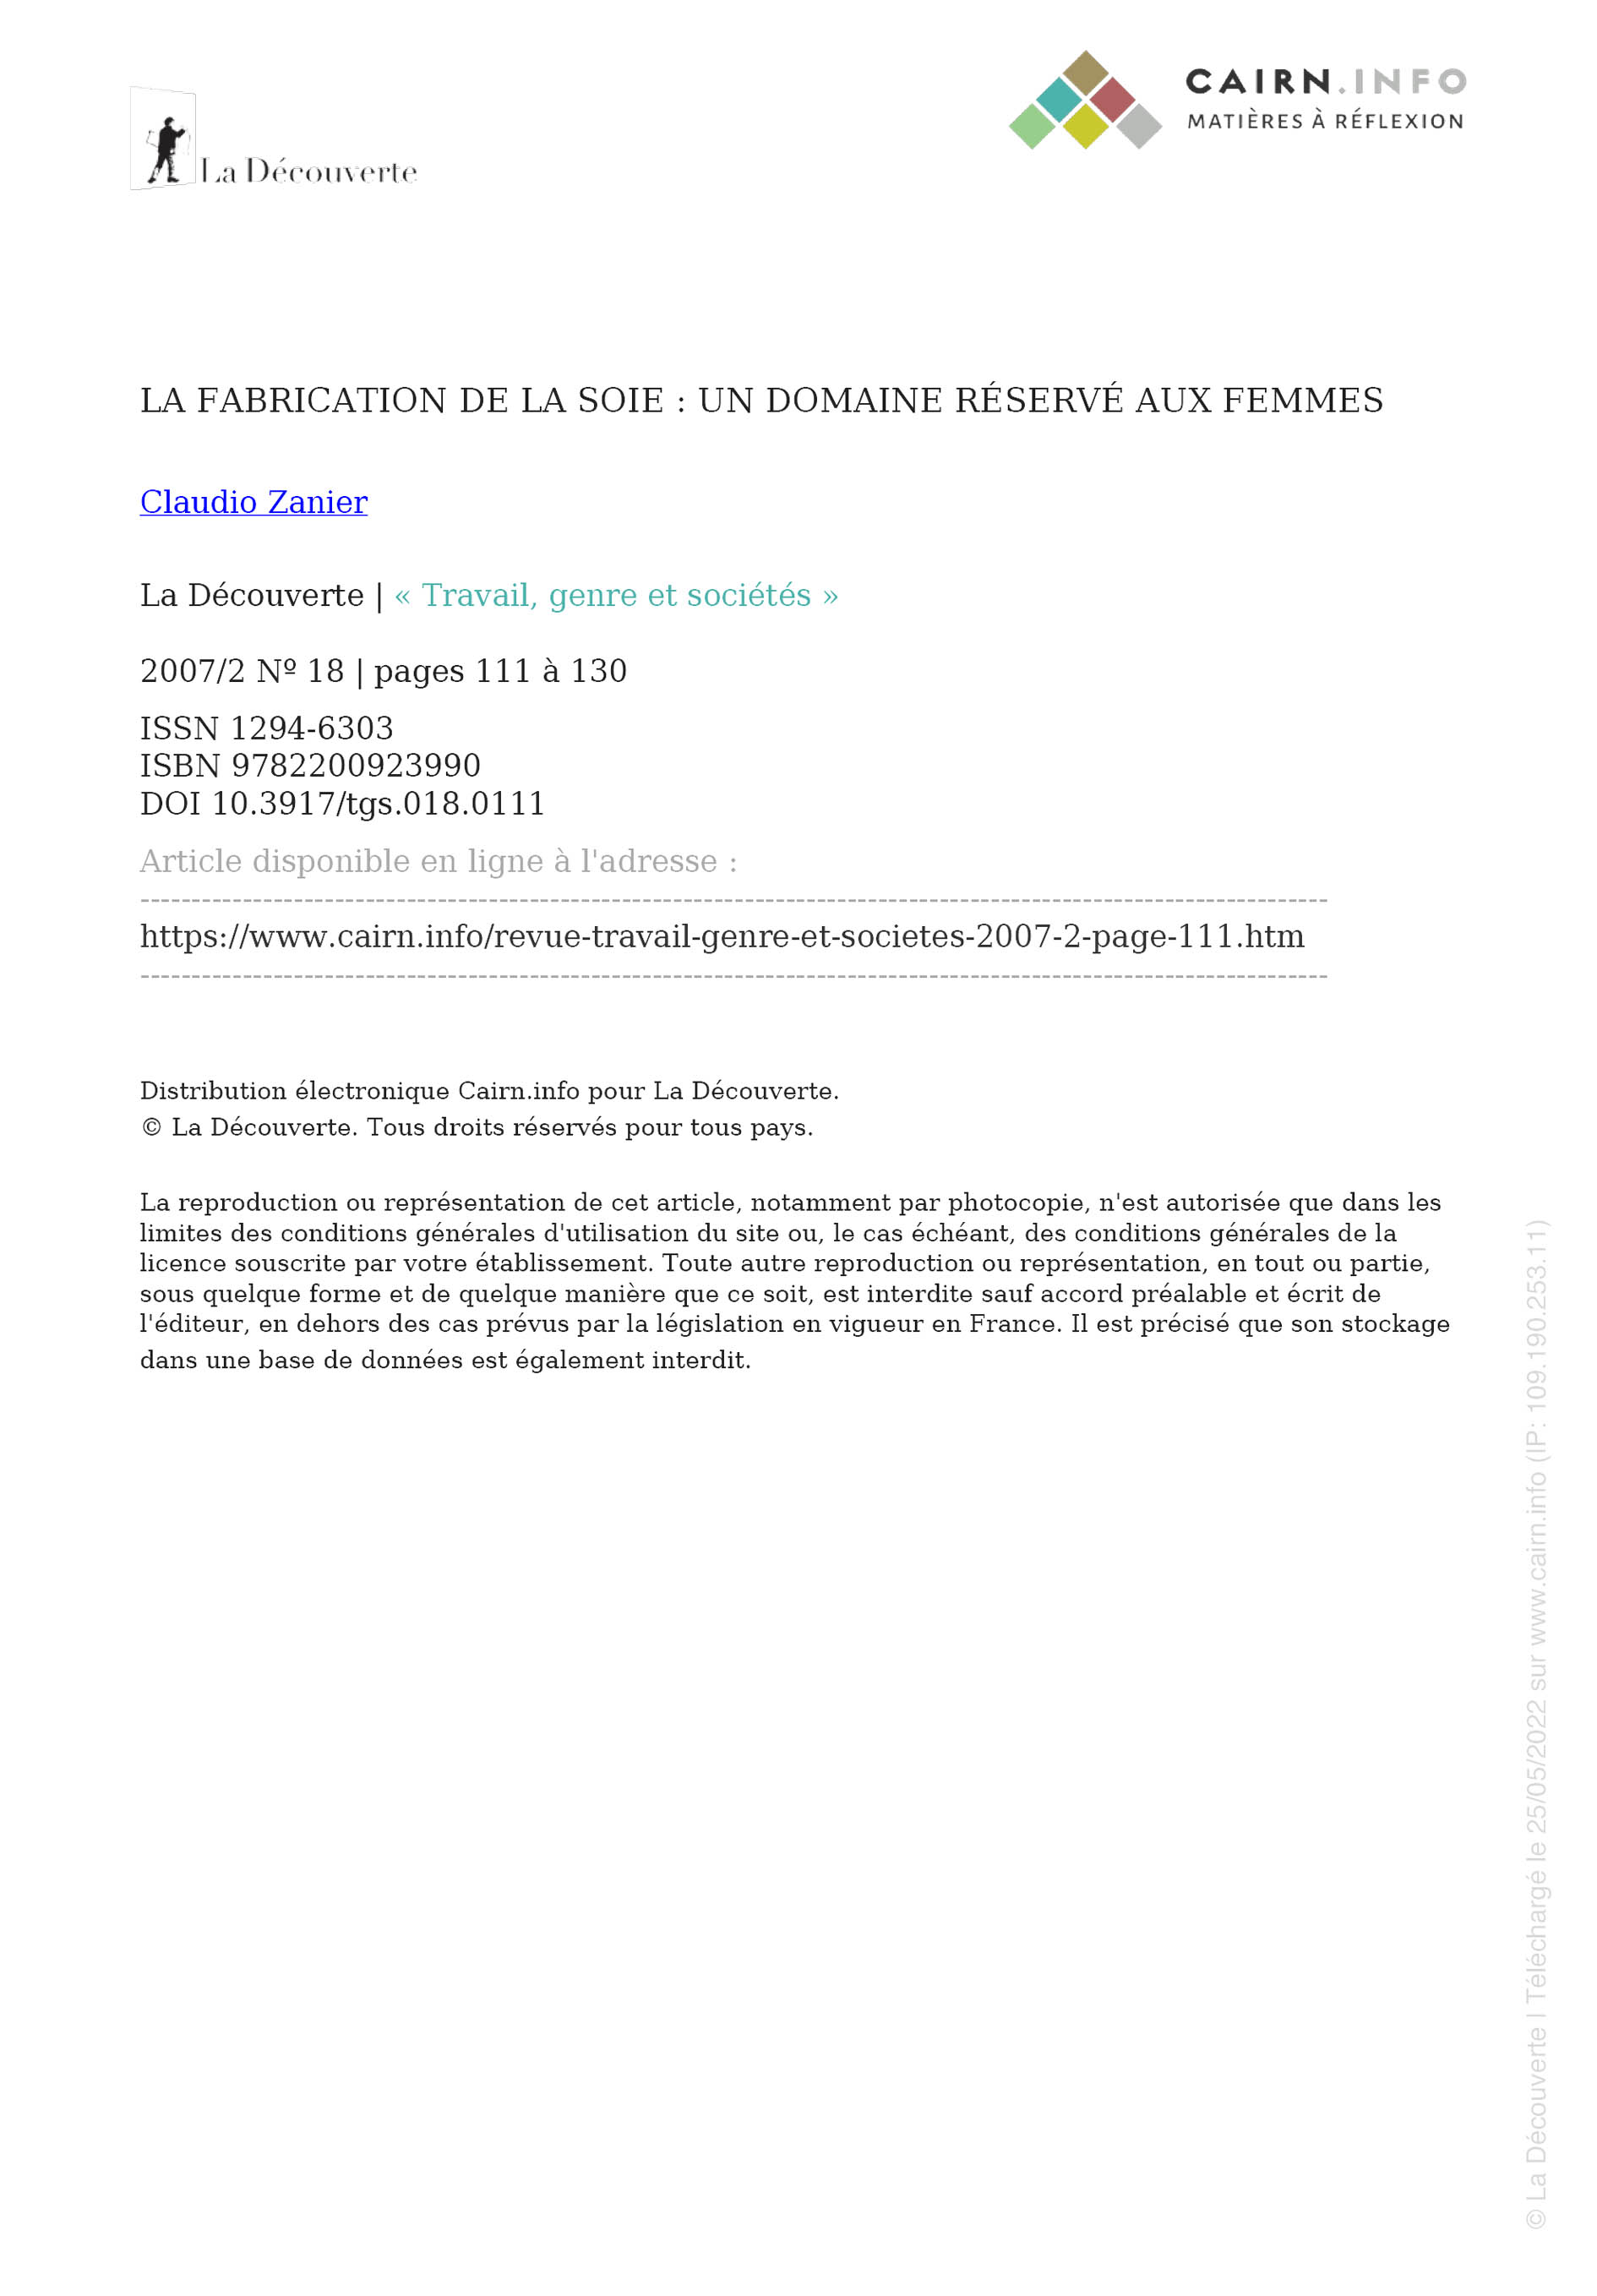 La Découverte
CAIRN.INFO
MATIÈRES À RÉFLEXION
LA FABRICATION DE LA SOIE : UN DOMAINE RÉSERVÉ AUX FEMMES
Claudio Zanier
La Découverte | « Travail, genre et sociétés »
2007/2 Nº 18 | pages 111 à 130
ISSN 1294-6303
ISBN 9782200923990
DOI 10.3917/tgs.018.0111
Article disponible en ligne à l'adresse :
--------------------------------------------------------------------------------------------------------------------
https://www.cairn.info/revue-travail-genre-et-societes-2007-2-page-111.htm
--------------------------------------------------------------------------------------------------------------------
Distribution électronique Cairn.info pour La Découverte.
© La Découverte. Tous droits réservés pour tous pays.
La reproduction ou représentation de cet article, notamment par photocopie, n'est autorisée que dans les
limites des conditions générales d'utilisation du site ou, le cas échéant, des conditions générales de la
licence souscrite par votre établissement. Toute autre reproduction ou représentation, en tout ou partie,
sous quelque forme et de quelque manière que ce soit, est interdite sauf accord préalable et écrit de
l'éditeur, en dehors des cas prévus par la législation en vigueur en France. Il est précisé que son stockage
dans une base de données est également interdit.
© La Découverte | Téléchargé le 25/05/2022 sur www.cairn.info (IP: 109.190.253.11)